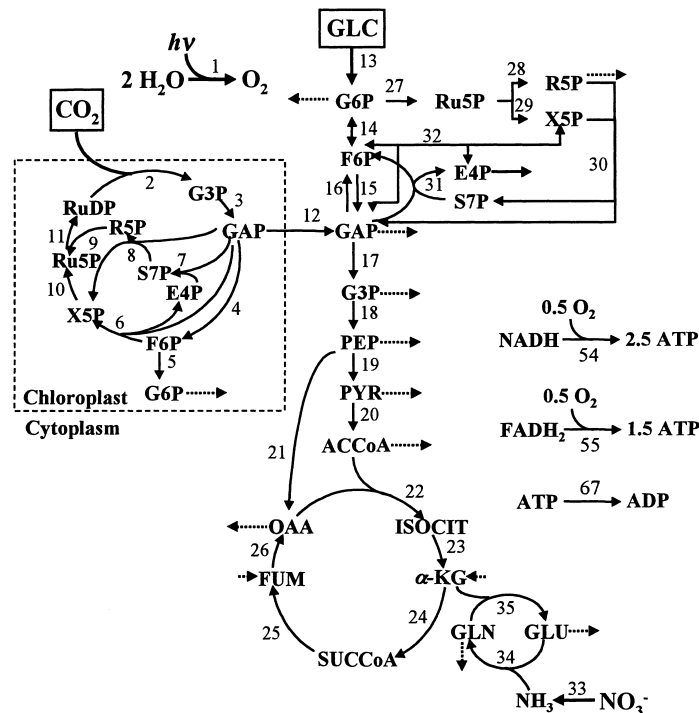 GLC
hν
13
1
2 H₂O
O₂
28
27
R5P
G6P
Ru5P
CO₂
29
X5P
14
32
2
F6P
30
G3P
E4P
3
16
15
31
RuDP
S7P
12
11
R5P
9
GAP
GAP
8
Ru5P
7
17
S7P
10
E4P
4
G3P
0.5 O₂
X5P
6
18
F6P
NADH
2.5 ATP
PEP
54
5
19
G6P
PYR
0.5 O₂
Chloroplast
20
Cytoplasm
FADH₂
1.5 ATP
ACCoA
55
21
22
67
ATP
ADP
OAA
ISOCIT
26
23
FUM
α-KG
35
24
25
GLN
GLU
SUCCoA
34
33
NH₃
NO₃⁻